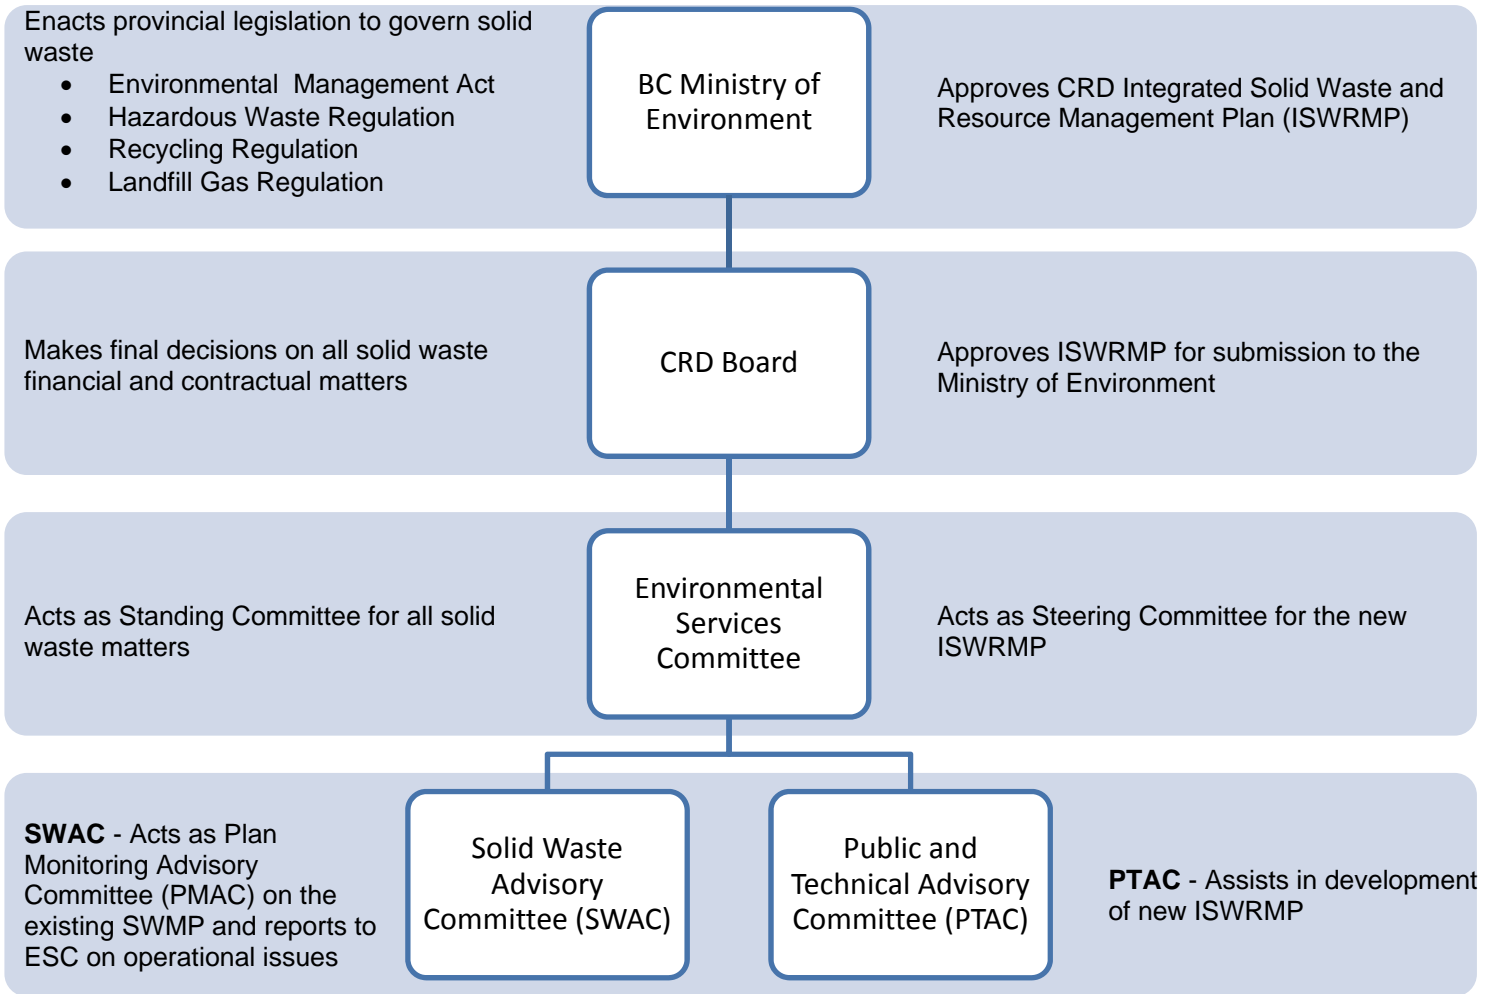 Enacts provincial legislation to govern solid
waste
• Environmental Management Act
• Hazardous Waste Regulation
• Recycling Regulation
• Landfill Gas Regulation
BC Ministry of
Environment
Approves CRD Integrated Solid Waste and
Resource Management Plan (ISWRMP)
Makes final decisions on all solid waste
financial and contractual matters
CRD Board
Approves ISWRMP for submission to the
Ministry of Environment
Acts as Standing Committee for all solid
waste matters
Environmental
Services
Committee
Acts as Steering Committee for the new
ISWRMP
SWAC - Acts as Plan
Monitoring Advisory
Committee (PMAC) on the
existing SWMP and reports to
ESC on operational issues
Solid Waste
Advisory
Committee (SWAC)
Public and
Technical Advisory
Committee (PTAC)
PTAC - Assists in development
of new ISWRMP